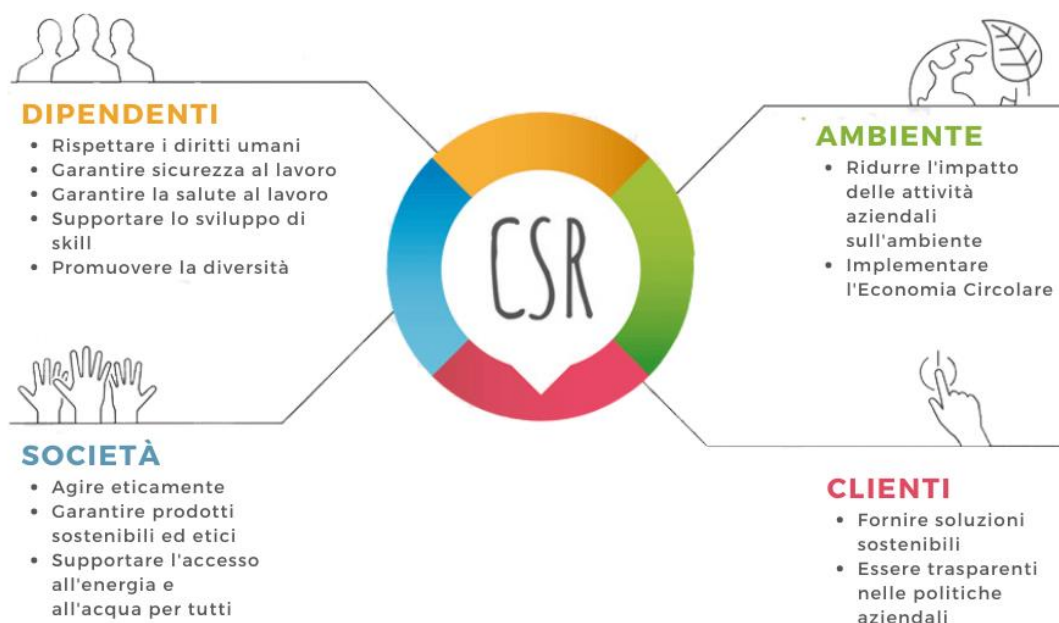 DIPENDENTI
• Rispettare i diritti umani
• Garantire sicurezza al lavoro
• Garantire la salute al lavoro
• Supportare lo sviluppo di
skill
• Promuovere la diversità
AMBIENTE
• Ridurre l'impatto
delle attività
aziendali
sull'ambiente
• Implementare
l'Economia Circolare
CSR
SOCIETÀ
• Agire eticamente
• Garantire prodotti
sostenibili ed etici
• Supportare l'accesso
all'energia e
all'acqua per tutti
CLIENTI
• Fornire soluzioni
sostenibili
• Essere trasparenti
nelle politiche
aziendali